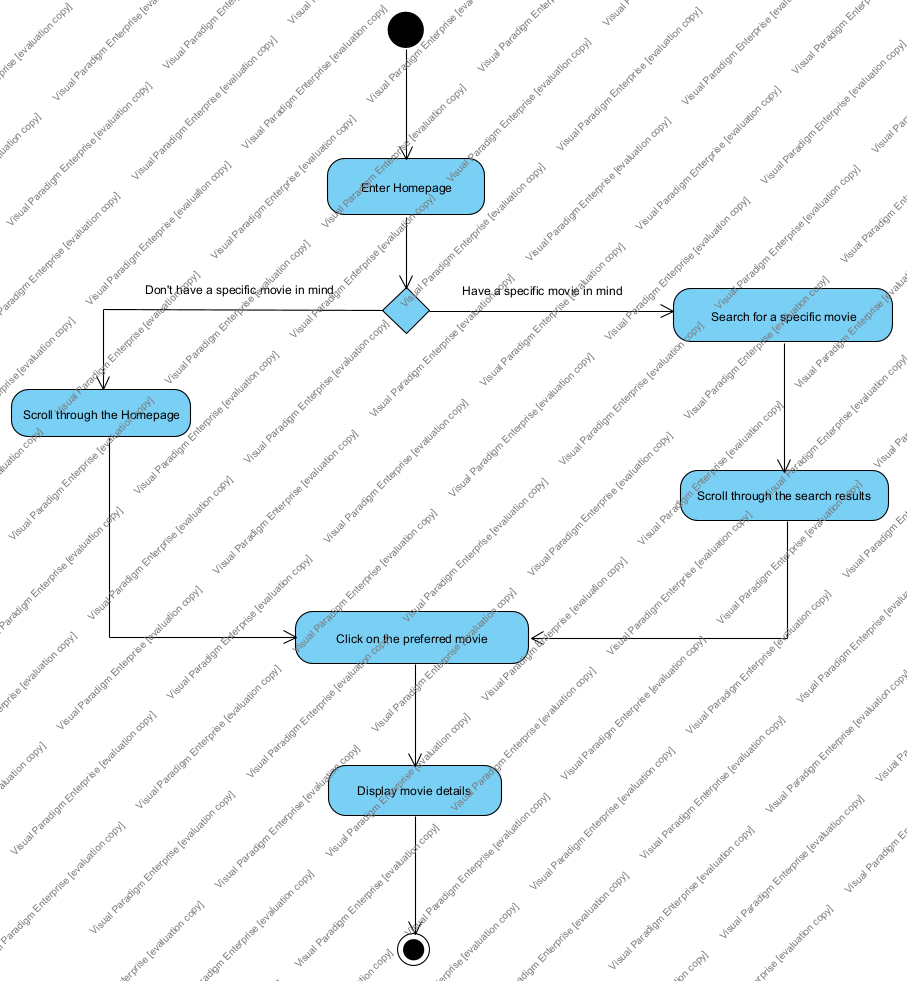 Enter Homepage
Don't have a specific movie in mind
Have a specific movie in mind
Search for a specific movie
Scroll through the Homepage
Scroll through the search results
Click on the preferred movie
Display movie details
Visual Paradigm Enterprise [evaluation copy]